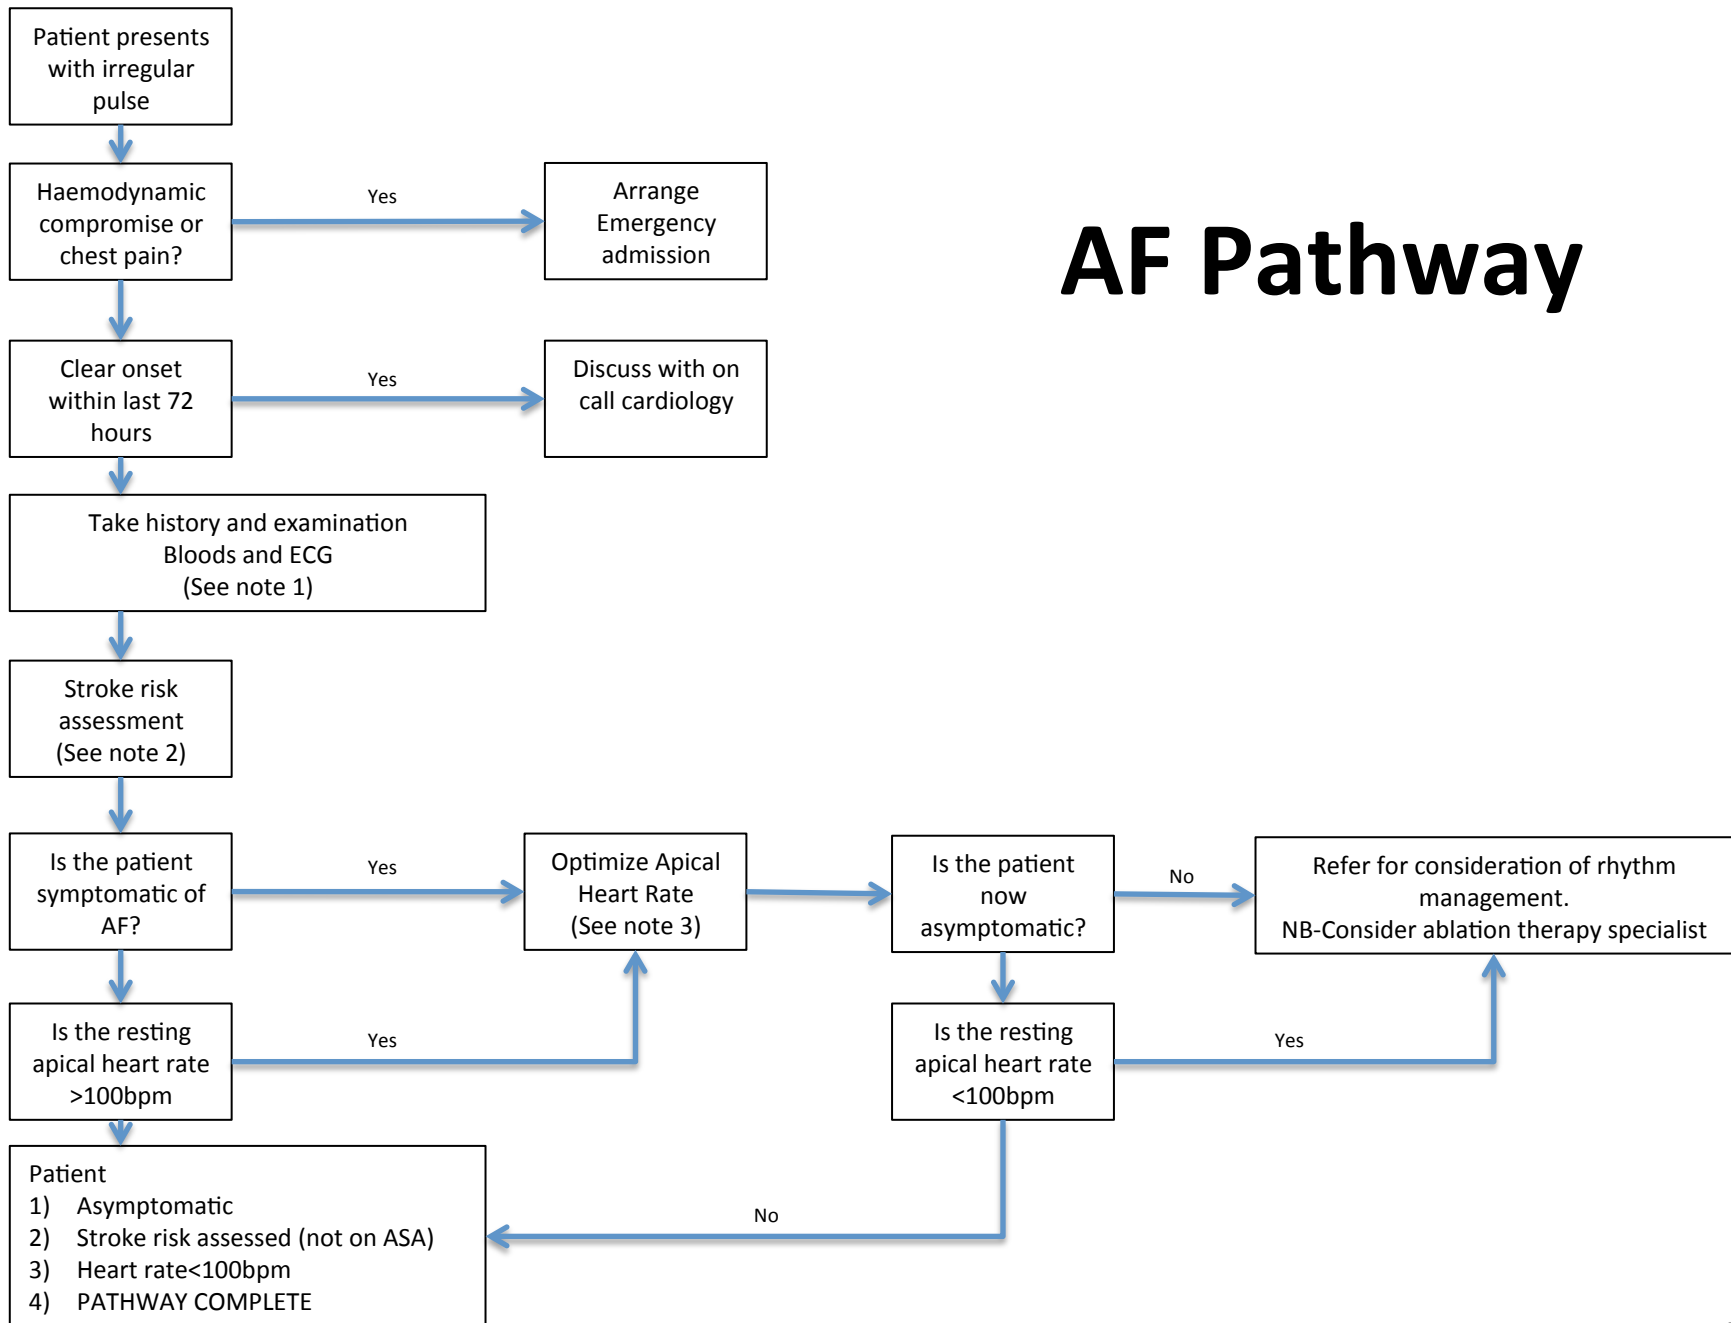 Patient presents
with irregular
pulse
Haemodynamic
compromise or
chest pain?
Yes
Arrange
Emergency
admission
AF Pathway
Clear onset
within last 72
hours
Yes
Discuss with on
call cardiology
Take history and examination
Bloods and ECG
(See note 1)
Stroke risk
assessment
(See note 2)
Is the patient
symptomatic of
AF?
Yes
Optimize Apical
Heart Rate
(See note 3)
Is the patient
now
asymptomatic?
No
Refer for consideration of rhythm
management.
NB-Consider ablation therapy specialist
Is the resting
apical heart rate
>100bpm
Yes
Is the resting
apical heart rate
<100bpm
Yes
No
Patient
1) Asymptomatic
2) Stroke risk assessed (not on ASA)
3) Heart rate<100bpm
4) PATHWAY COMPLETE